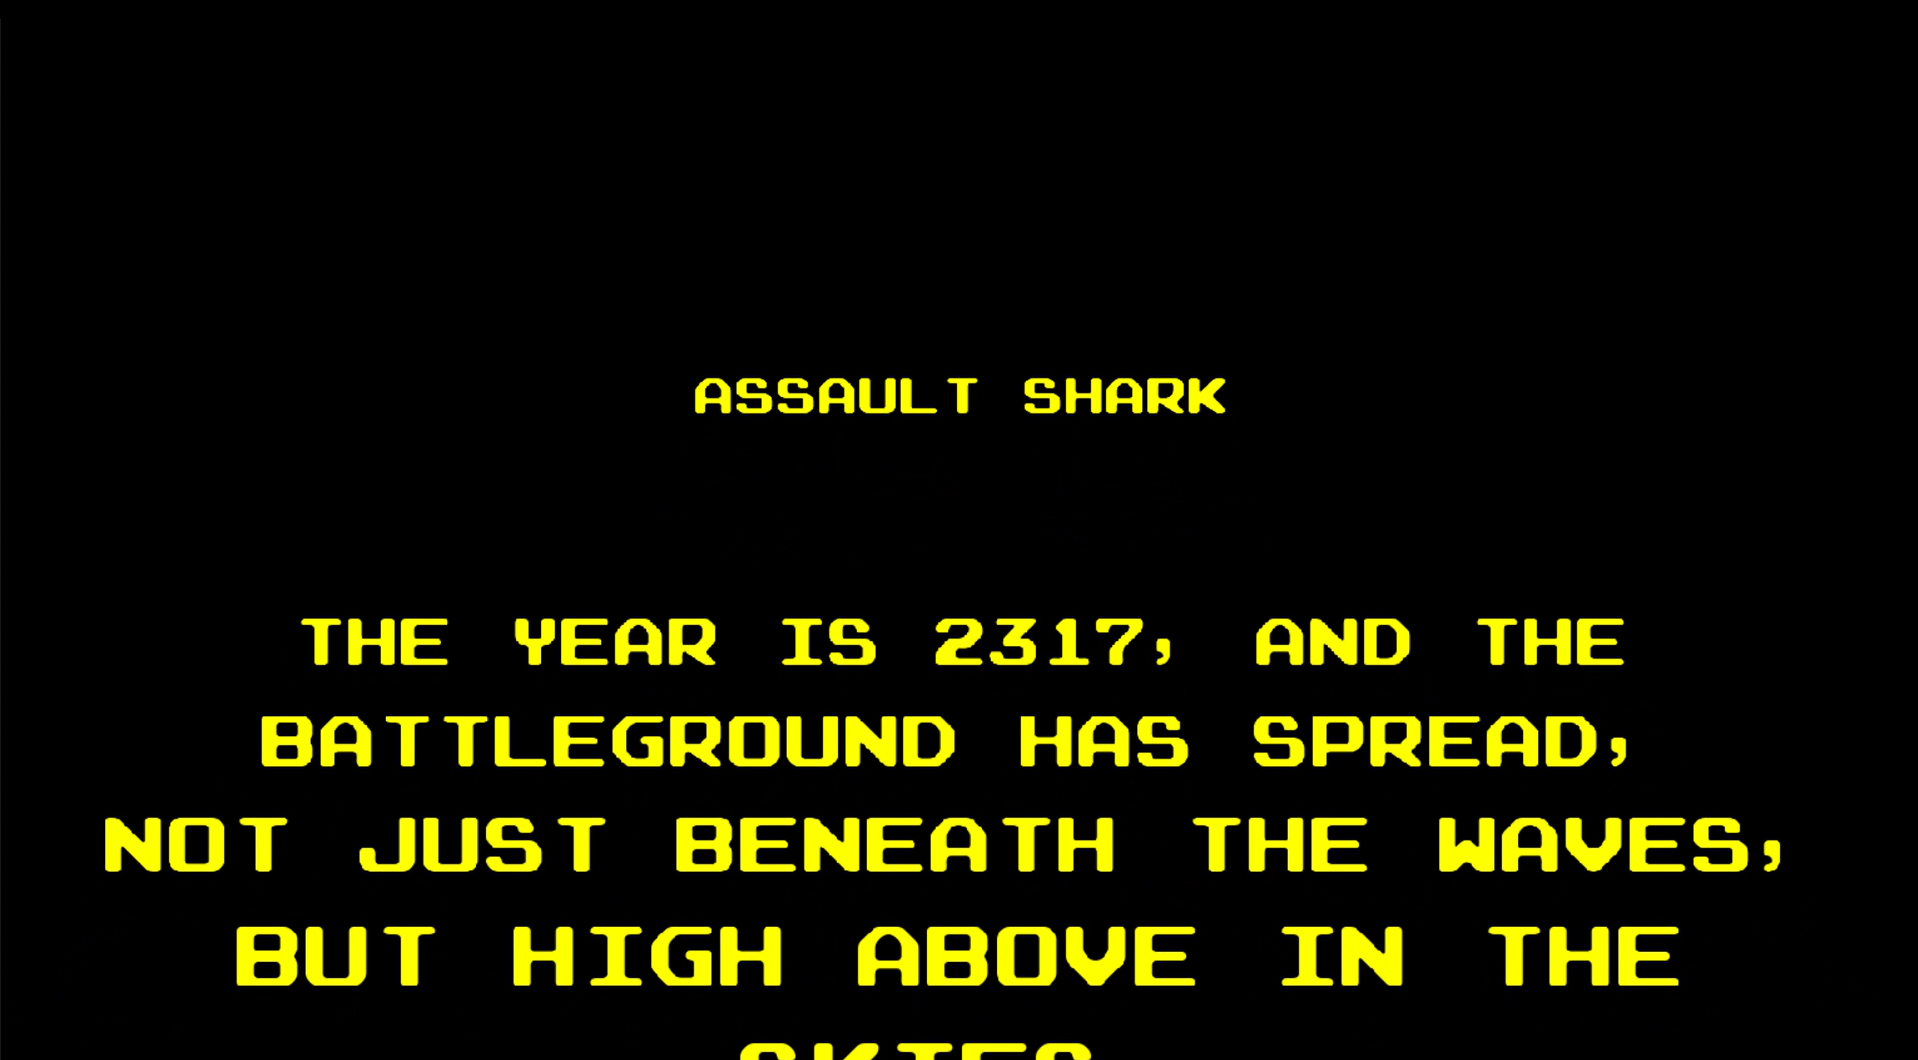 ASSAULT SHARK
THE YEAR IS 2317, AND THE
BATTLEGROUND HAS SPREAD,
NOT JUST BENEATH THE WAVES,
BUT HIGH ABOVE IN THE
SKIES